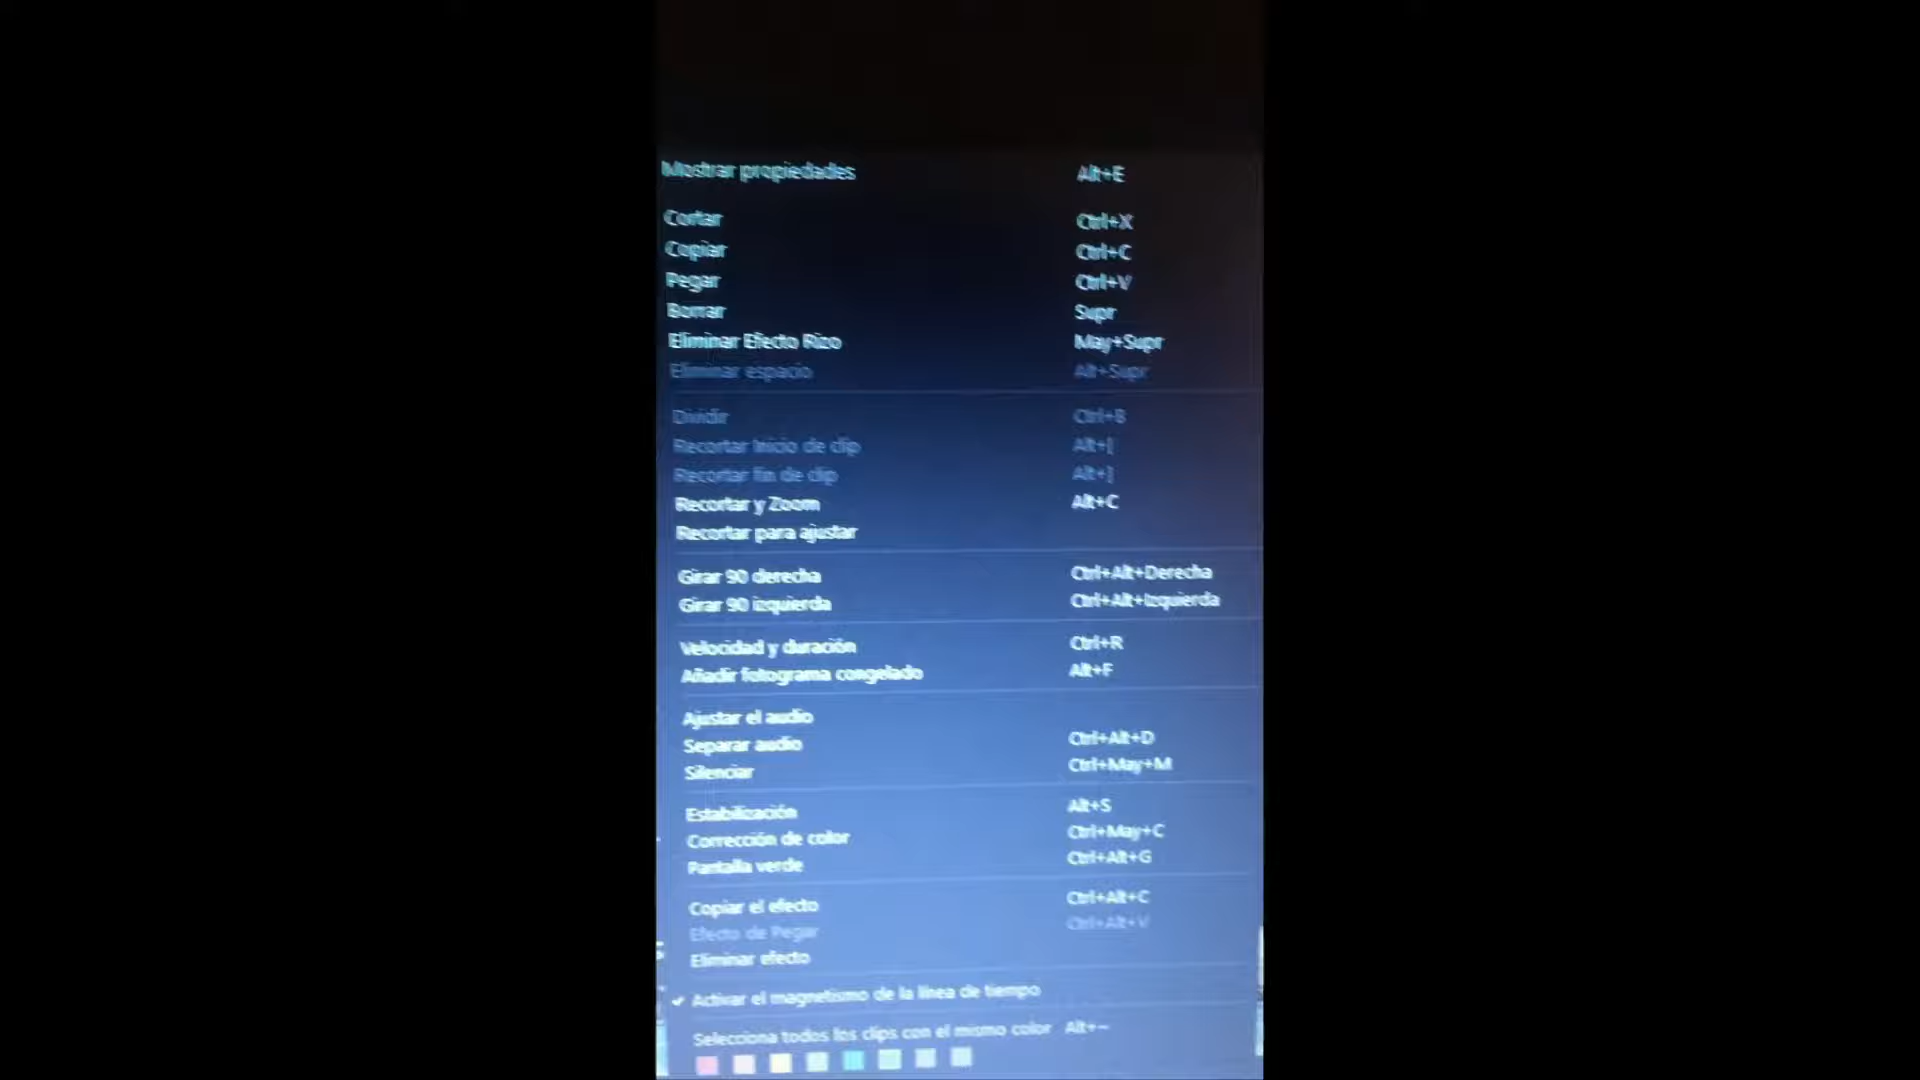 Mostrar propiedades Alt+E
Cortar Ctrl+X
Copiar Ctrl+C
Pegar Ctrl+V
Borrar Supr
Eliminar Efecto Rizo May+Supr
Eliminar espacio Alt+Supr
Dividir Ctrl+B
Recortar Inicio de clip Alt+[
Recortar fin de clip Alt+]
Recortar y Zoom Alt+C
Recortar para ajustar
Girar 90 derecha Ctrl+Alt+Derecha
Girar 90 izquierda Ctrl+Alt+Izquierda
Velocidad y duración Ctrl+R
Añadir fotograma congelado Alt+F
Ajustar el audio
Separar audio Ctrl+Alt+D
Silenciar Ctrl+May+M
Estabilización Alt+S
Corrección de color Ctrl+May+C
Pantalla verde Ctrl+Alt+G
Copiar el efecto Ctrl+Alt+C
Efecto de Pegar Ctrl+Alt+V
Eliminar efecto
Activar el magnetismo de la línea de tiempo
Selecciona todos los clips con el mismo color Alt+~